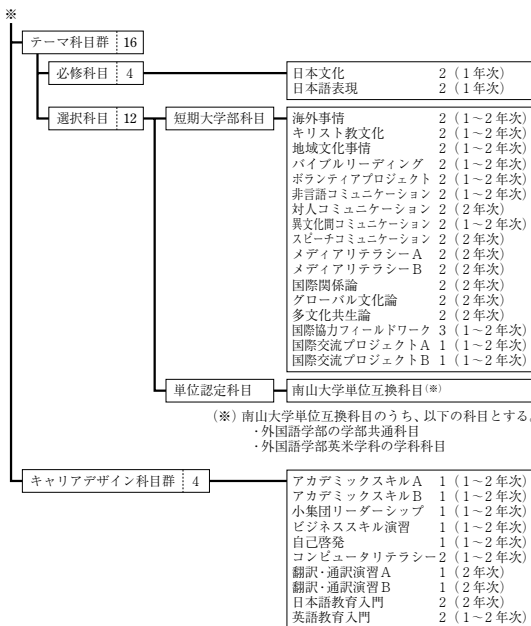 ※
テーマ科目群 16
必修科目 4
日本文化 2（1年次）
日本語表現 2（1年次）
選択科目 12
短期大学部科目
海外事情 2（1～2年次）
キリスト教文化 2（1～2年次）
地域文化事情 2（1～2年次）
バイブルリーディング 2（1～2年次）
ボランティアプロジェクト 2（1～2年次）
非言語コミュニケーション 2（1～2年次）
対人コミュニケーション 2（2年次）
異文化間コミュニケーション 2（1～2年次）
スピーチコミュニケーション 2（2年次）
メディアリテラシーA 2（2年次）
メディアリテラシーB 2（2年次）
国際関係論 2（2年次）
グローバル文化論 2（2年次）
多文化共生論 2（2年次）
国際協力フィールドワーク 3（1～2年次）
国際交流プロジェクトA 1（1～2年次）
国際交流プロジェクトB 1（1～2年次）
単位認定科目
南山大学単位互換科目(※)
(※) 南山大学単位互換科目のうち、以下の科目とする。
・外国語学部の学部共通科目
・外国語学部英米学科の学科科目
キャリアデザイン科目群 4
アカデミックスキルA 1（1～2年次）
アカデミックスキルB 1（1～2年次）
小集団リーダーシップ 1（1～2年次）
ビジネススキル演習 1（1～2年次）
自己啓発 1（1～2年次）
コンピュータリテラシー 2（1～2年次）
翻訳・通訳演習A 1（2年次）
翻訳・通訳演習B 1（2年次）
日本語教育入門 2（2年次）
英語教育入門 2（1～2年次）